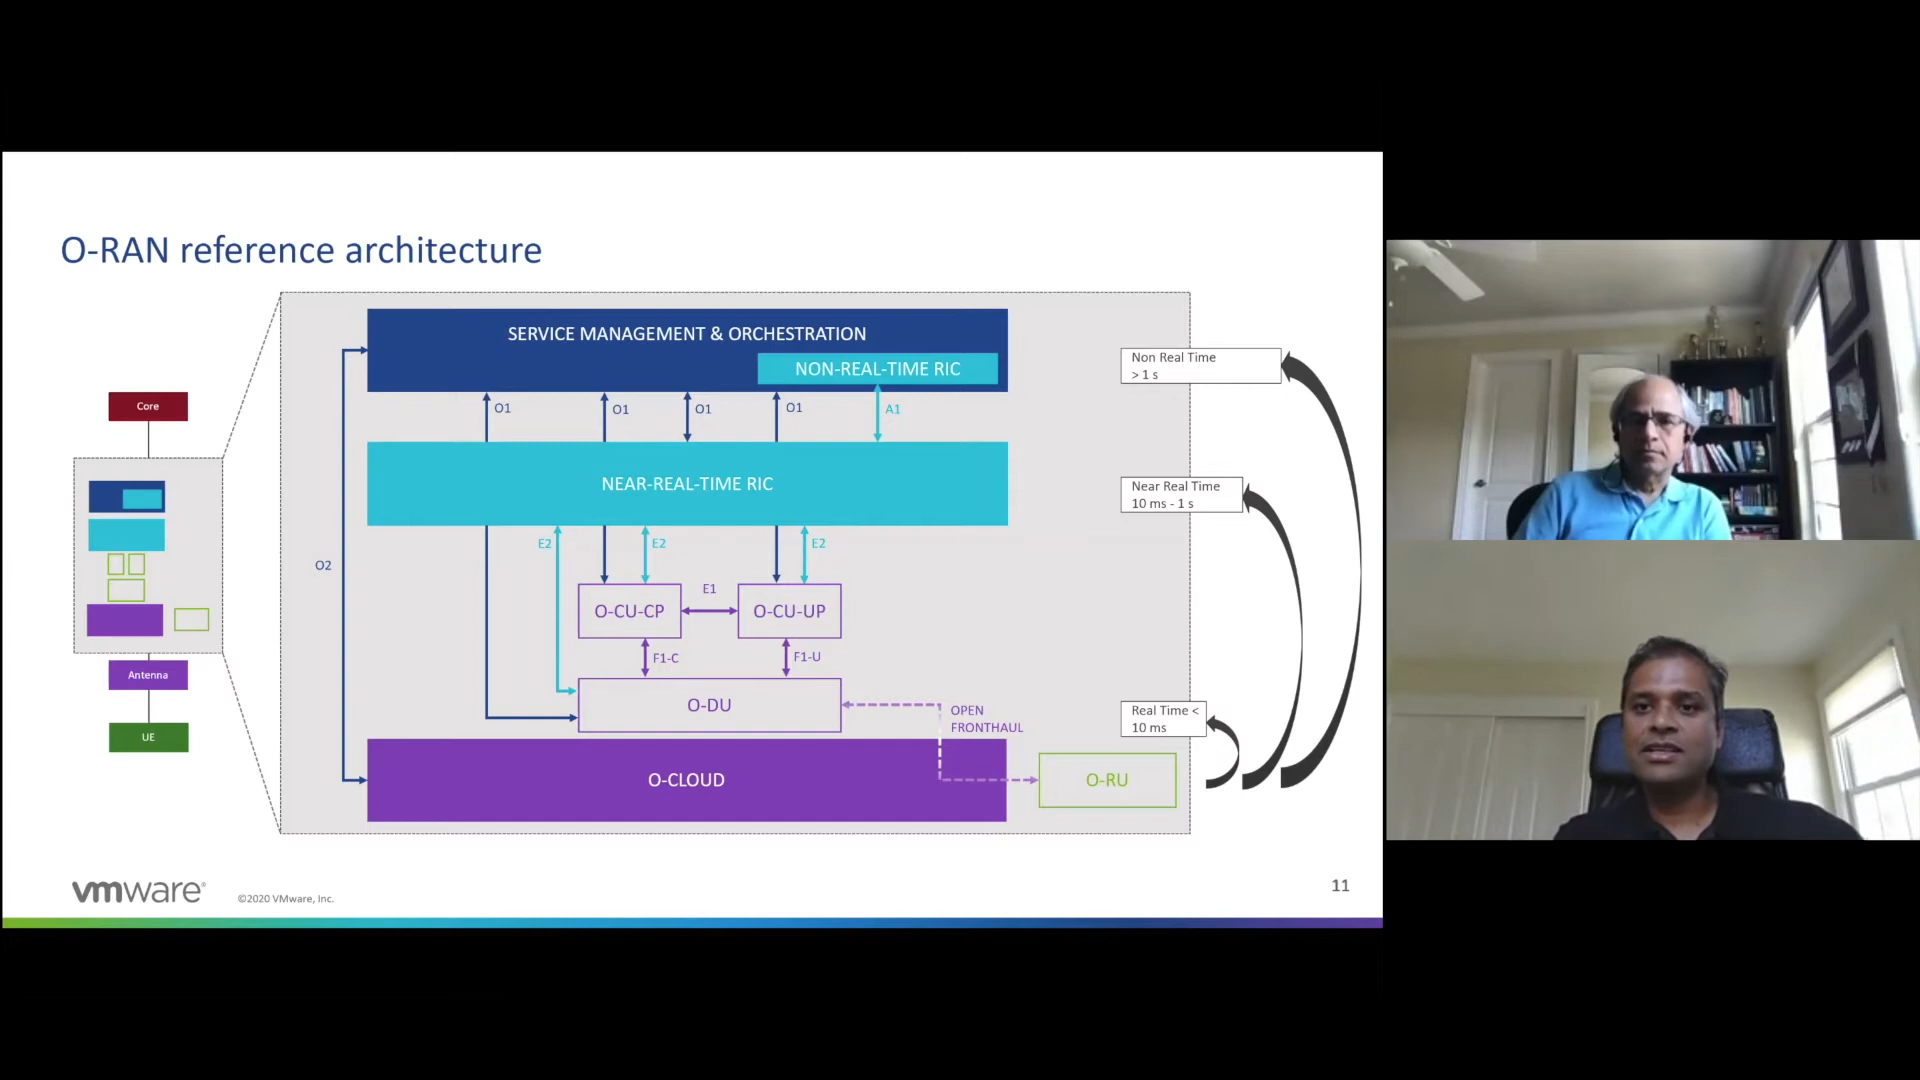 O-RAN reference architecture
SERVICE MANAGEMENT & ORCHESTRATION
NON-REAL-TIME RIC
Non Real Time
> 1 s
Core
O1
O1
O1
O1
A1
NEAR-REAL-TIME RIC
Near Real Time
10 ms - 1 s
E2
E2
E2
O2
E1
O-CU-CP
O-CU-UP
F1-C
F1-U
Antenna
O-DU
OPEN
FRONTHAUL
Real Time <
10 ms
UE
O-CLOUD
O-RU
vmware®
©2020 VMware, Inc.
11